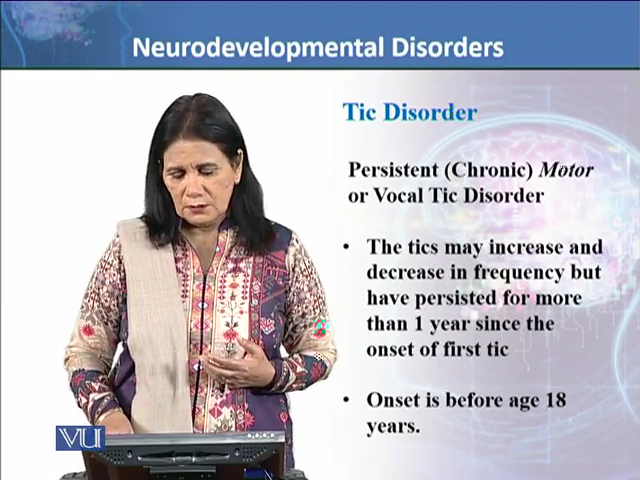 Neurodevelopmental Disorders
Tic Disorder
Persistent (Chronic) Motor
or Vocal Tic Disorder
• The tics may increase and
decrease in frequency but
have persisted for more
than 1 year since the
onset of first tic
• Onset is before age 18
years.
VU